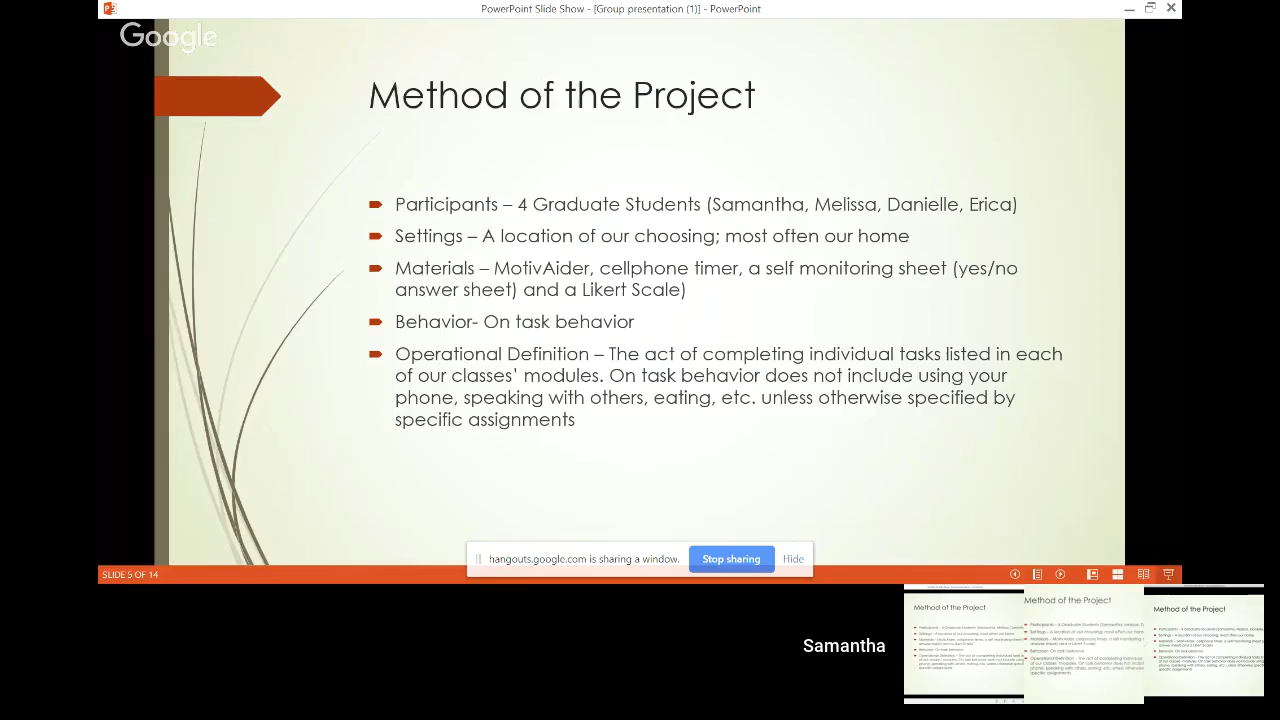 PowerPoint Slide Show - [Group presentation (1)] - PowerPoint
Google
Method of the Project
Participants – 4 Graduate Students (Samantha, Melissa, Danielle, Erica)
Settings – A location of our choosing; most often our home
Materials – MotivAider, cellphone timer, a self monitoring sheet (yes/no
answer sheet) and a Likert Scale)
Behavior- On task behavior
Operational Definition – The act of completing individual tasks listed in each
of our classes’ modules. On task behavior does not include using your
phone, speaking with others, eating, etc. unless otherwise specified by
specific assignments
hangouts.google.com is sharing a window.
Stop sharing
Hide
SLIDE 5 OF 14
Samantha
Method of the Project
Method of the Project
Method of the Project